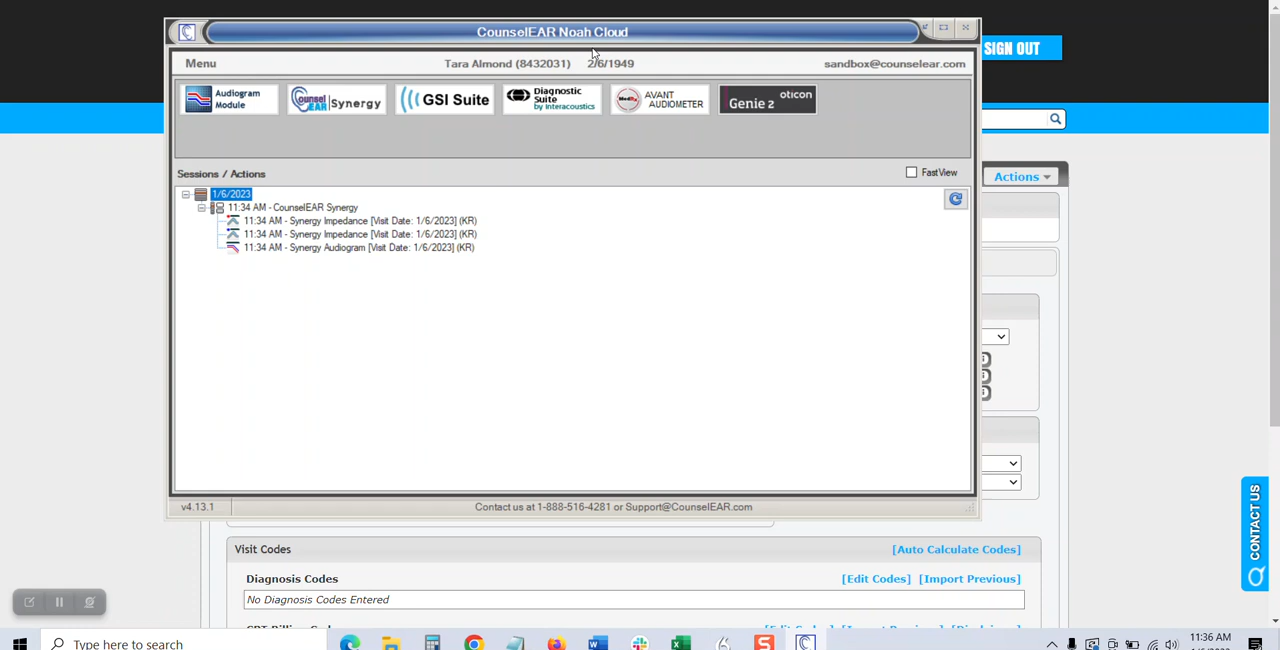 CounselEAR Noah Cloud
SIGN OUT
Menu Tara Almond (8432031) 2/6/1949 sandbox@counselear.com
Audiogram Module
Counsel EAR Synergy
GSI Suite
Diagnostic Suite by Interacoustics
MedRx AVANT AUDIOMETER
Genie 2 oticon
Sessions / Actions FastView
Actions
1/6/2023
11:34 AM - CounselEAR Synergy
11:34 AM - Synergy Impedance [Visit Date: 1/6/2023] (KR)
11:34 AM - Synergy Impedance [Visit Date: 1/6/2023] (KR)
11:34 AM - Synergy Audiogram [Visit Date: 1/6/2023] (KR)
v4.13.1 Contact us at 1-888-516-4281 or Support@CounselEAR.com
CONTACT US
Visit Codes [Auto Calculate Codes]
Diagnosis Codes [Edit Codes] [Import Previous]
No Diagnosis Codes Entered
Type here to search
11:36 AM